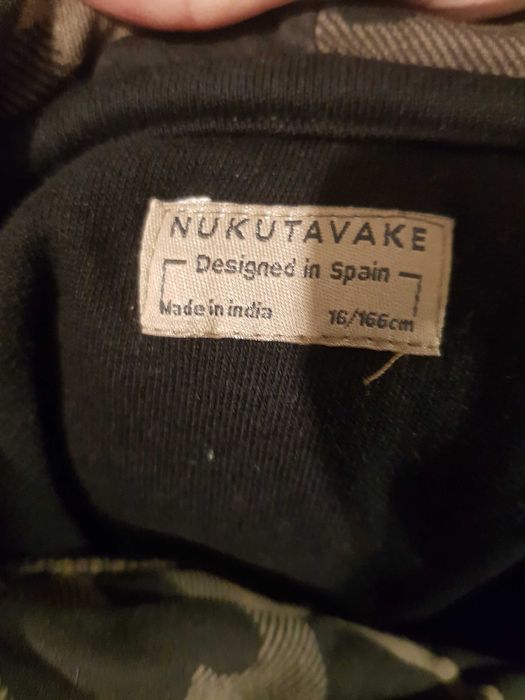 NUKUTAVAKE
Designed in Spain
Made in india 16/166cm